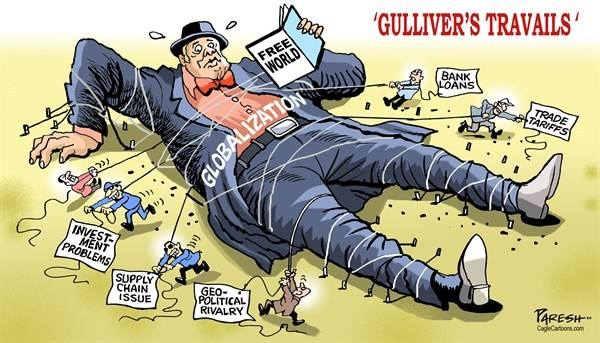 'GULLIVER'S TRAVAILS'
FREE
WORLD
GLOBALIZATION
BANK
LOANS
TRADE
TARIFFS
INVEST-
MENT
PROBLEMS
SUPPLY
CHAIN
ISSUE
GEO-
POLITICAL
RIVALRY
PARESH..
CagleCartoons.com